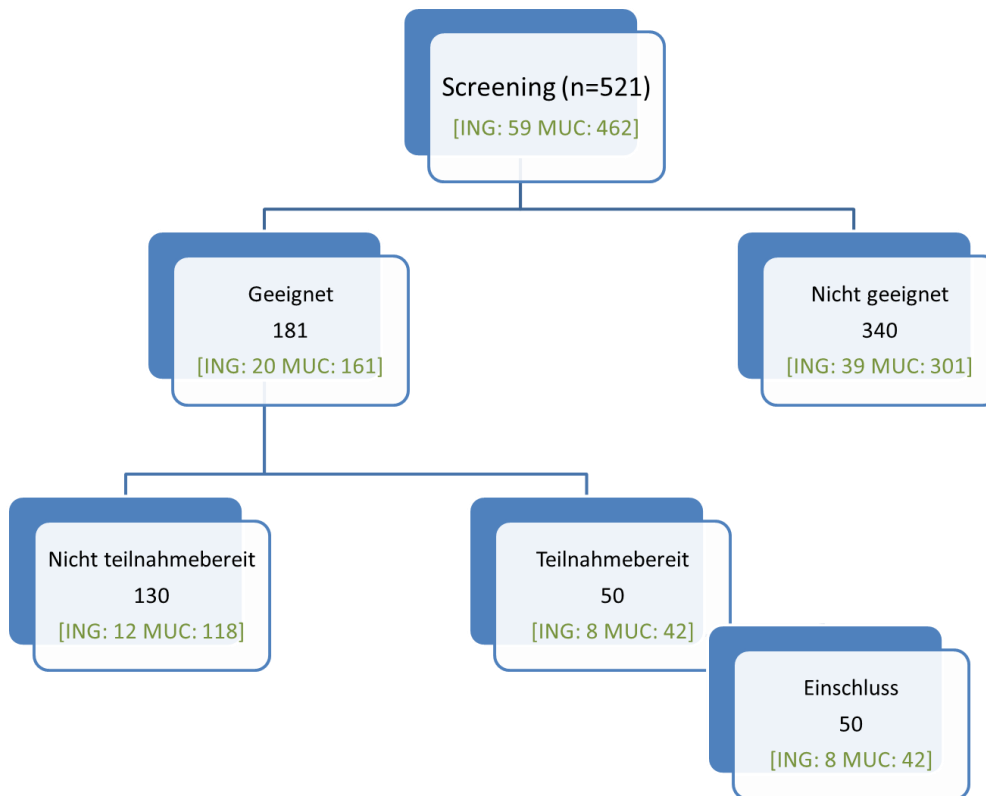 Screening (n=521)
[ING: 59 MUC: 462]
Geeignet
181
[ING: 20 MUC: 161]
Nicht geeignet
340
[ING: 39 MUC: 301]
Nicht teilnahmebereit
130
[ING: 12 MUC: 118]
Teilnahmebereit
50
[ING: 8 MUC: 42]
Einschluss
50
[ING: 8 MUC: 42]